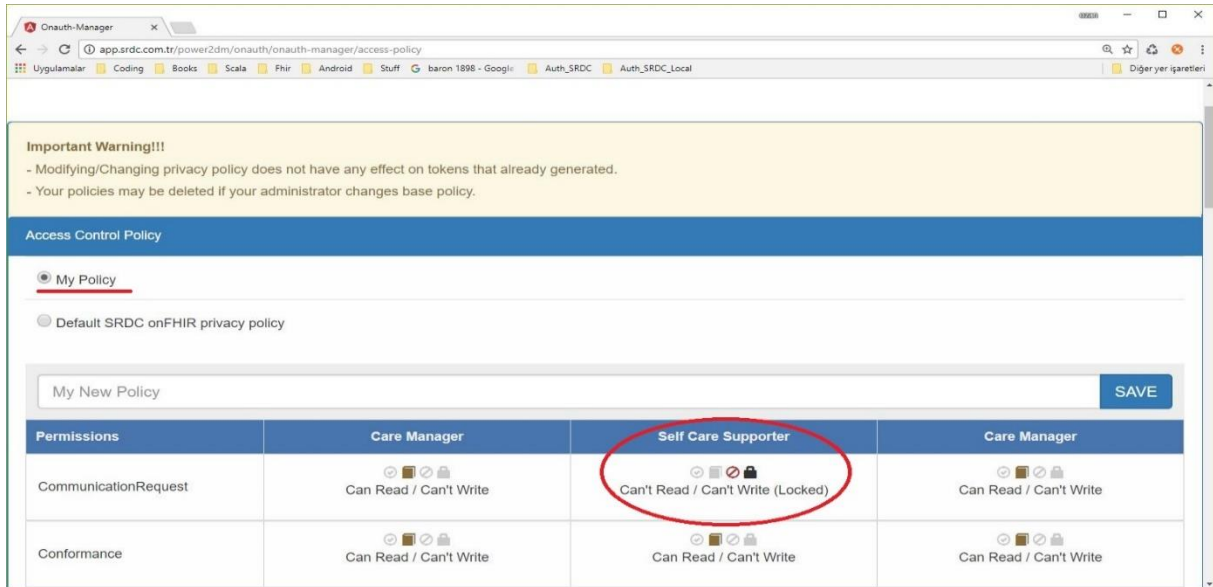 Onauth-Manager
app.srdc.com.tr/power2dm/onauth/onauth-manager/access-policy
Uygulamalar Coding Books Scala Fhir Android Stuff baron 1898 - Google Auth_SRDC Auth_SRDC_Local Diğer yer işaretleri
Important Warning!!!
- Modifying/Changing privacy policy does not have any effect on tokens that already generated.
- Your policies may be deleted if your administrator changes base policy.
Access Control Policy
My Policy
Default SRDC onFHIR privacy policy
My New Policy SAVE
Permissions Care Manager Self Care Supporter Care Manager
CommunicationRequest Can Read / Can't Write Can't Read / Can't Write (Locked) Can Read / Can't Write
Conformance Can Read / Can't Write Can Read / Can't Write Can Read / Can't Write